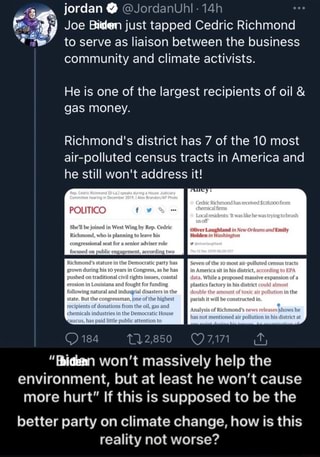 jordan @JordanUhl · 14h
Joe Biden just tapped Cedric Richmond
to serve as liaison between the business
community and climate activists.
He is one of the largest recipients of oil &
gas money.
Richmond's district has 7 of the 10 most
air-polluted census tracts in America and
he still won't address it!
POLITICO
She'll be joined in West Wing by Rep. Cedric
Richmond, who is planning to leave his
congressional seat for a senior adviser role
focused on public engagement, according two
Richmond's stature in the Democratic party has
grown during his 10 years in Congress, as he has
pushed on traditional civil rights issues, coastal
erosion in Louisiana and fought for aid
following natural and industrial disasters in the
state. But the congressman, one of the highest
recipients of donations from the oil, gas and
chemicals industries in the Democratic House
caucus, has paid little public attention to
Alley?
Cedric Richmond has received
chemical firms
Local residents: 'It was like he was trying to brush
us off'
Oliver Laughland in New Orleans and Emily
Holden in Washington
Seven of the 10 most air-polluted census tracts
in America sit in his district, according to EPA
data. While a proposed massive expansion of a
plastics factory in his district could almost
double the amount of toxic air pollution in the
parish it will be constructed in.
Analysis of Richmond's news releases shows he
has not mentioned air pollution in his district
184 2,850 7,171
"Biden won't massively help the
environment, but at least he won't cause
more hurt" If this is supposed to be the
better party on climate change, how is this
reality not worse?